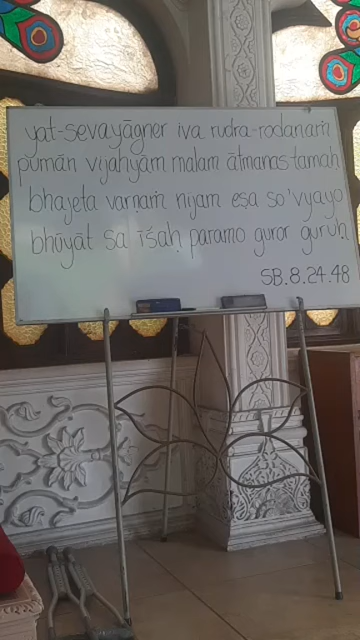 yat-sevayāgner iva rudra-rodanaṁ
pumān vijahyām malam ātmanas-tamaḥ
bhajeta varṇaṁ nijam eṣa so 'vyayo
bhūyāt sa īśaḥ paramo guror guruḥ
SB.8.24.48